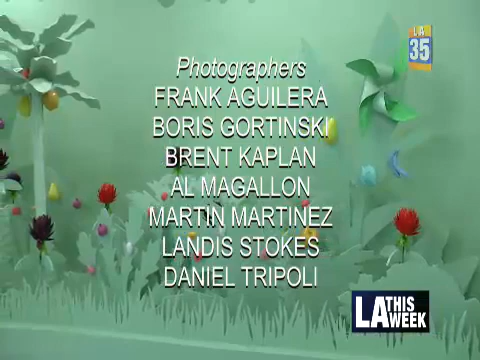 LA
35
Photographers
FRANK AGUILERA
BORIS GORTINSKI
BRENT KAPLAN
AL MAGALLON
MARTIN MARTINEZ
LANDIS STOKES
DANIEL TRIPOLI
LA THIS WEEK